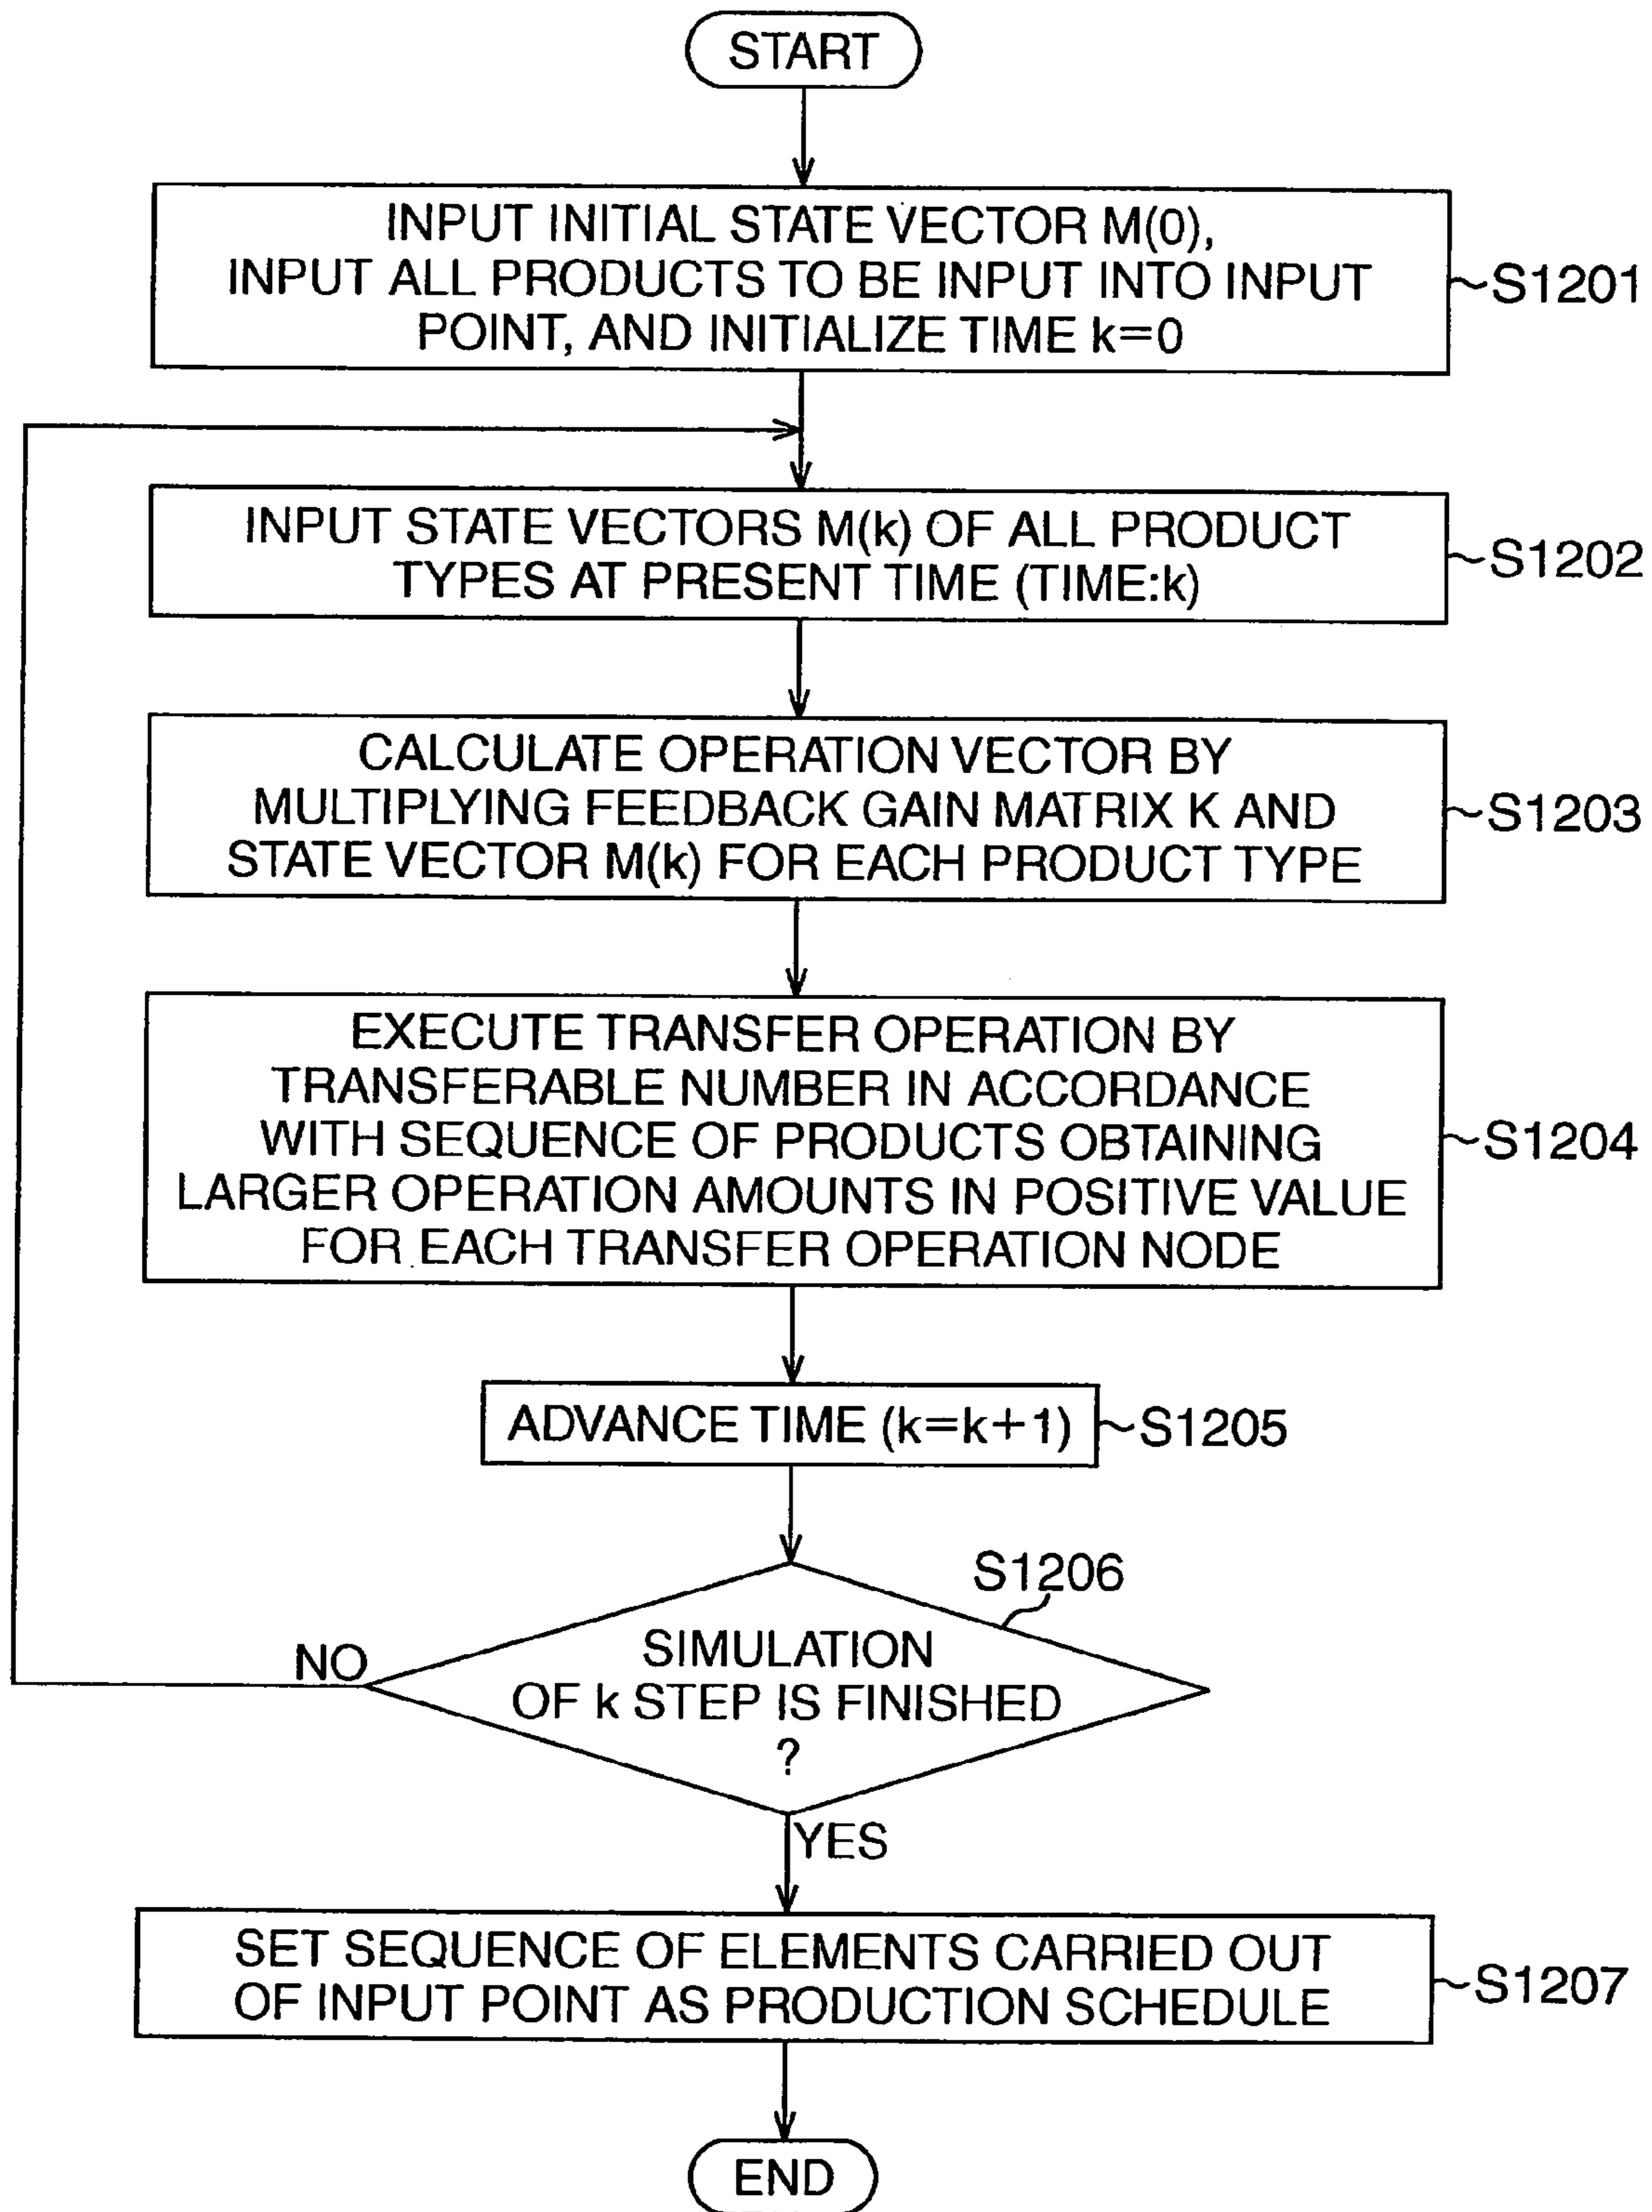 START
INPUT INITIAL STATE VECTOR M(0),
INPUT ALL PRODUCTS TO BE INPUT INTO INPUT
POINT, AND INITIALIZE TIME k=0
S1201
INPUT STATE VECTORS M(k) OF ALL PRODUCT
TYPES AT PRESENT TIME (TIME:k)
S1202
CALCULATE OPERATION VECTOR BY
MULTIPLYING FEEDBACK GAIN MATRIX K AND
STATE VECTOR M(k) FOR EACH PRODUCT TYPE
S1203
EXECUTE TRANSFER OPERATION BY
TRANSFERABLE NUMBER IN ACCORDANCE
WITH SEQUENCE OF PRODUCTS OBTAINING
LARGER OPERATION AMOUNTS IN POSITIVE VALUE
FOR EACH TRANSFER OPERATION NODE
S1204
ADVANCE TIME (k=k+1)
S1205
S1206
SIMULATION
OF k STEP IS FINISHED
?
NO
YES
SET SEQUENCE OF ELEMENTS CARRIED OUT
OF INPUT POINT AS PRODUCTION SCHEDULE
S1207
END